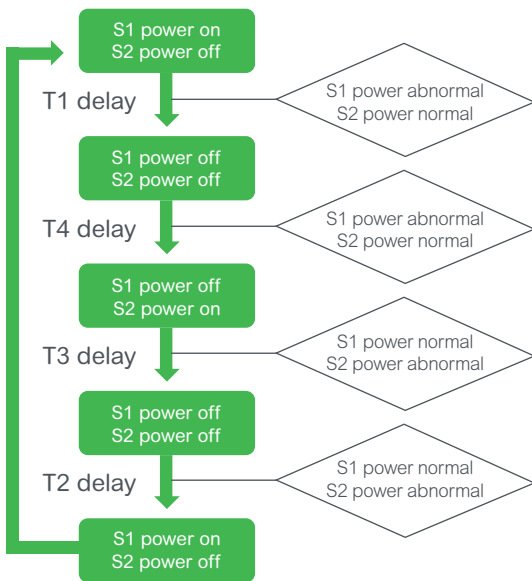 S1 power on
S2 power off
T1 delay
S1 power abnormal
S2 power normal
S1 power off
S2 power off
T4 delay
S1 power abnormal
S2 power normal
S1 power off
S2 power on
T3 delay
S1 power normal
S2 power abnormal
S1 power off
S2 power off
T2 delay
S1 power normal
S2 power abnormal
S1 power on
S2 power off